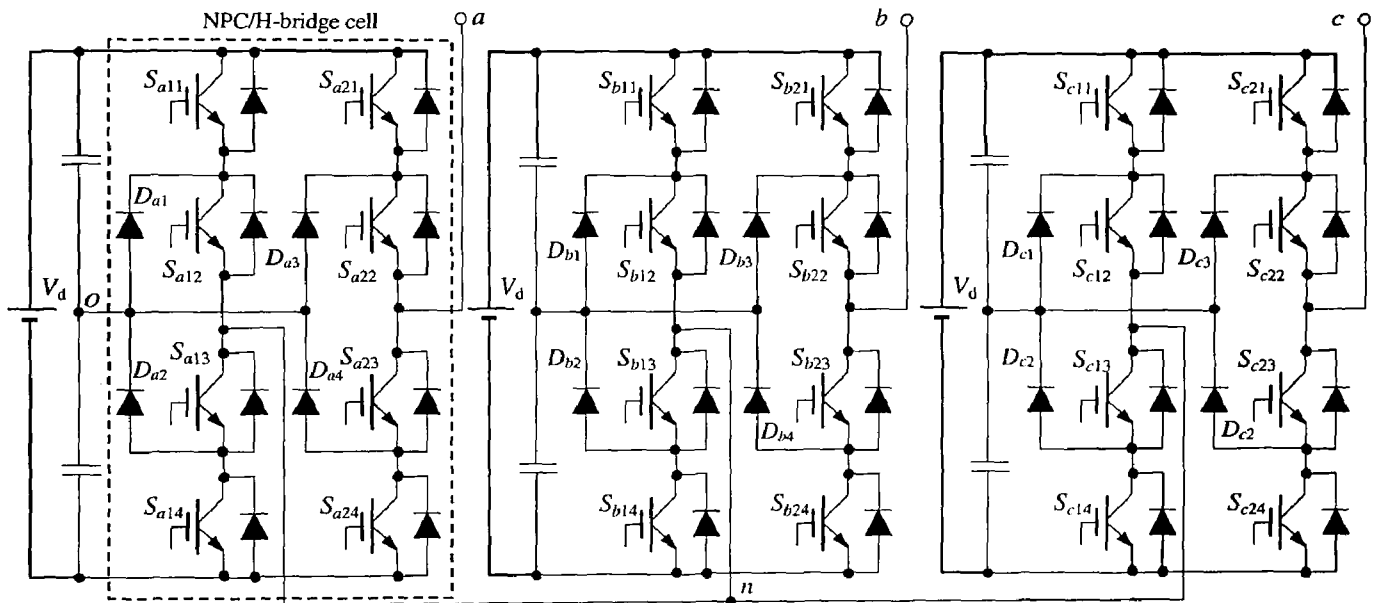 NPC/H-bridge cell
a
b
c
S_a11
S_a21
S_b11
S_b21
S_c11
S_c21
D_a1
S_a12
D_a3
S_a22
D_b1
S_b12
D_b3
S_b22
D_c1
S_c12
D_c3
S_c22
V_d
o
V_d
V_d
D_a2
S_a13
D_a4
S_a23
D_b2
S_b13
D_b4
S_b23
D_c2
S_c13
D_c2
S_c23
S_a14
S_a24
S_b14
S_b24
S_c14
S_c24
n